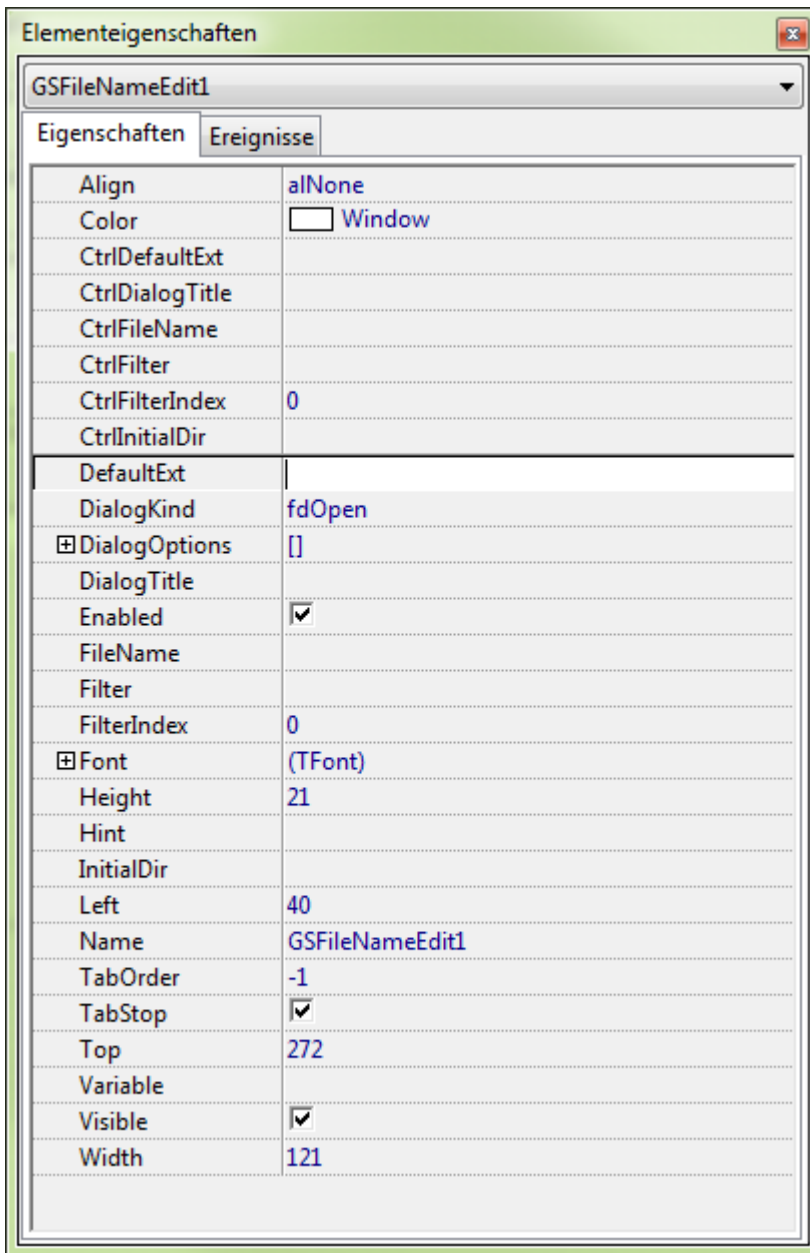 Elementeigenschaften
GSFileNameEdit1
Eigenschaften Ereignisse
Align alNone
Color Window
CtrlDefaultExt
CtrlDialogTitle
CtrlFileName
CtrlFilter
CtrlFilterIndex 0
CtrlInitialDir
DefaultExt
DialogKind fdOpen
DialogOptions []
DialogTitle
Enabled
FileName
Filter
FilterIndex 0
Font (TFont)
Height 21
Hint
InitialDir
Left 40
Name GSFileNameEdit1
TabOrder -1
TabStop
Top 272
Variable
Visible
Width 121